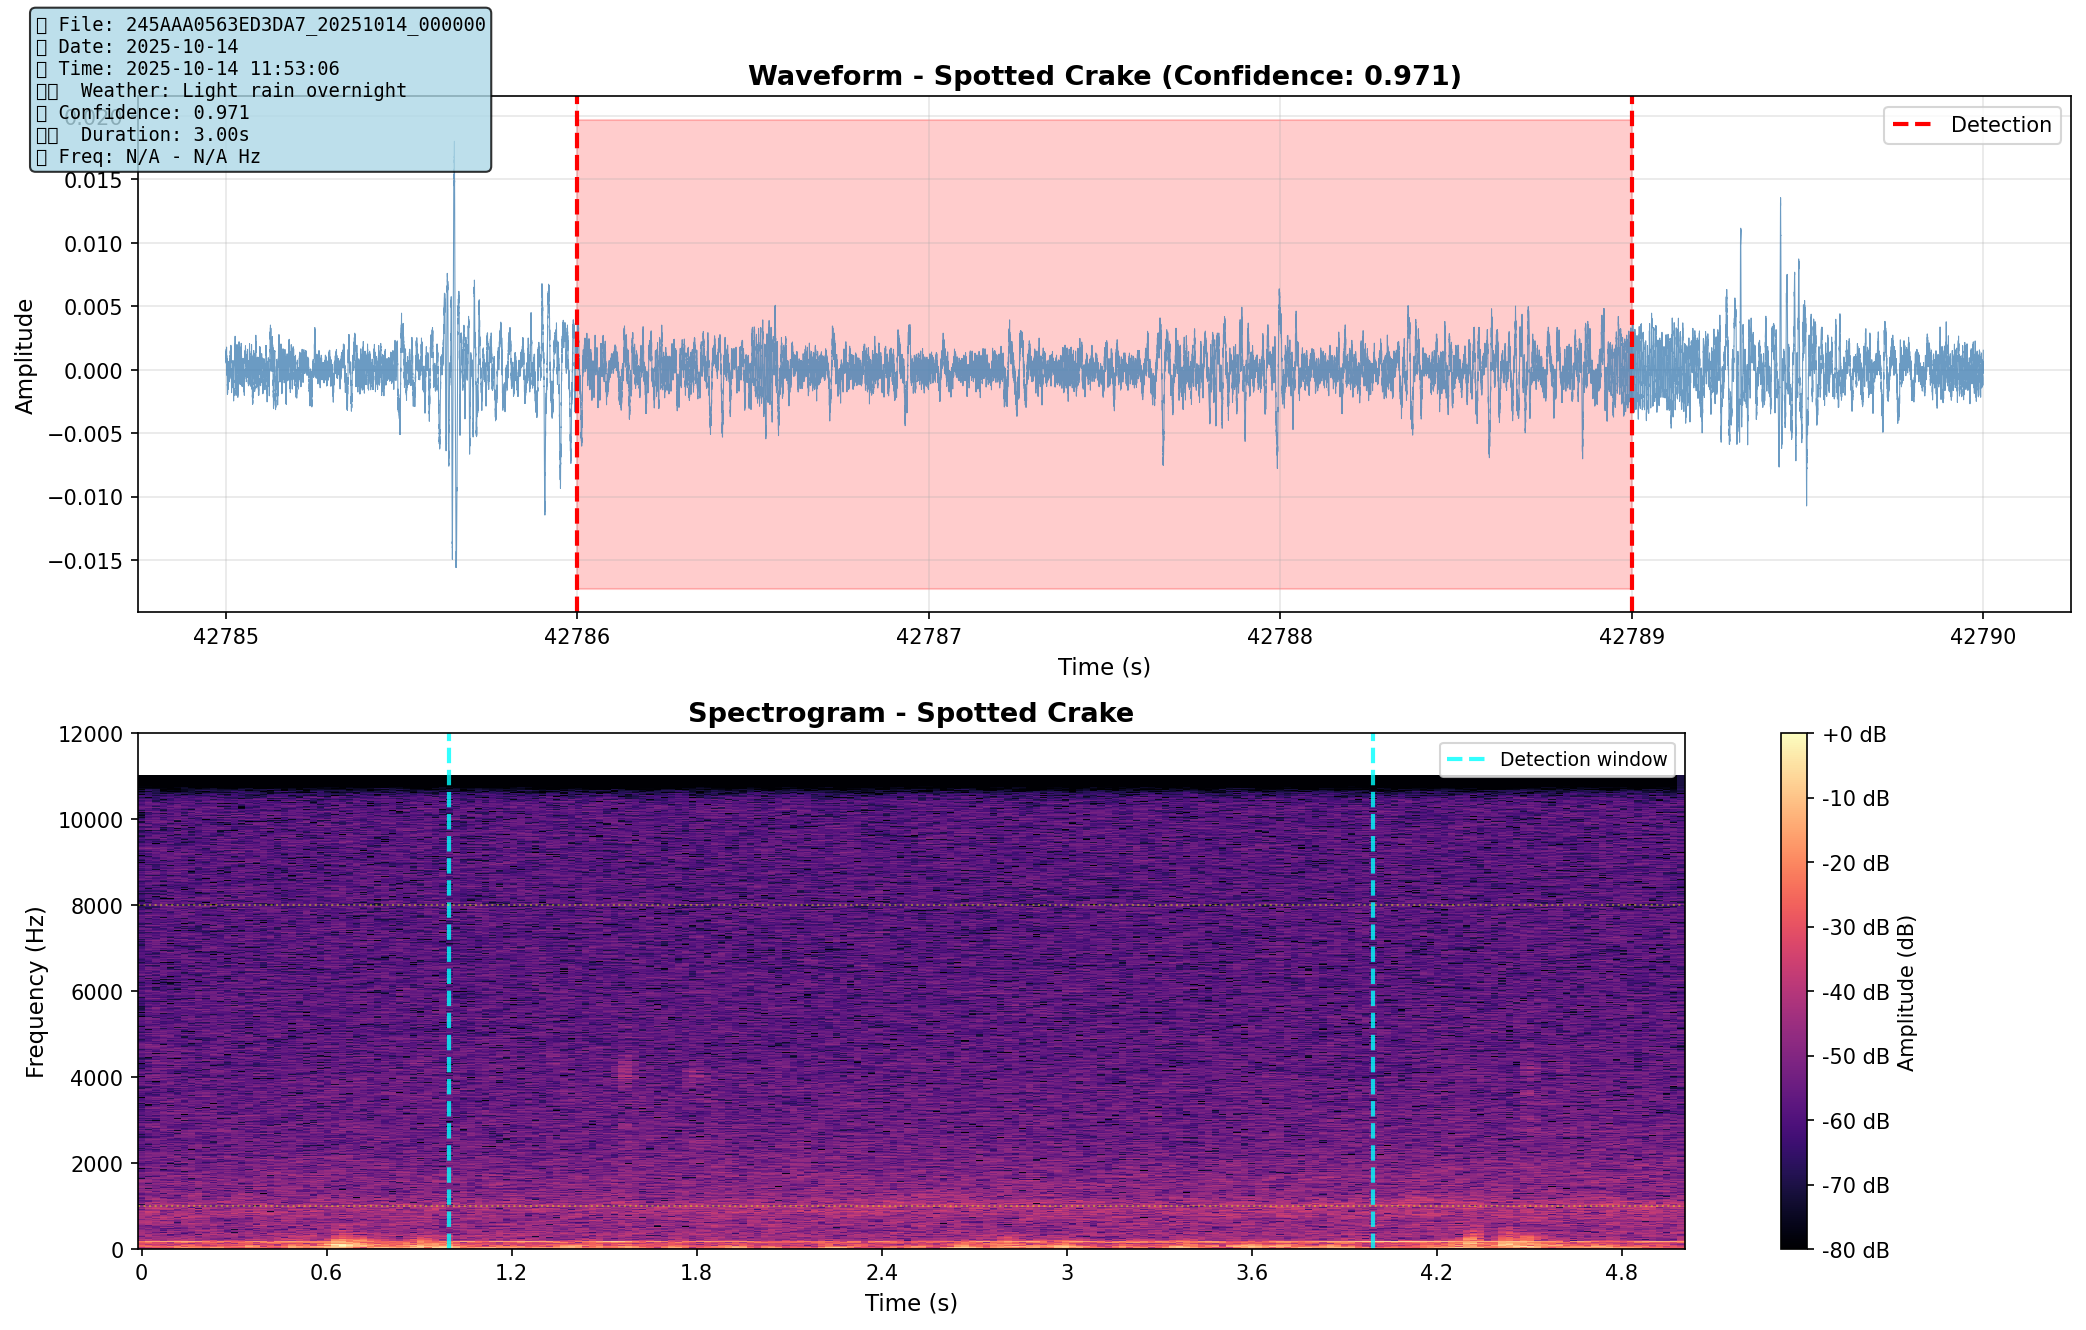 File: 245AAA0563ED3DA7_20251014_000000
Date: 2025-10-14
Time: 2025-10-14 11:53:06
Weather: Light rain overnight
Confidence: 0.971
Duration: 3.00s
Freq: N/A - N/A Hz
Waveform - Spotted Crake (Confidence: 0.971)
Detection
0.020
0.015
0.010
0.005
0.000
−0.005
−0.010
−0.015
Amplitude
42785 42786 42787 42788 42789 42790
Time (s)
Spectrogram - Spotted Crake
Detection window
12000
10000
8000
6000
4000
2000
0
Frequency (Hz)
0 0.6 1.2 1.8 2.4 3 3.6 4.2 4.8
Time (s)
+0 dB
-10 dB
-20 dB
-30 dB
-40 dB
-50 dB
-60 dB
-70 dB
-80 dB
Amplitude (dB)